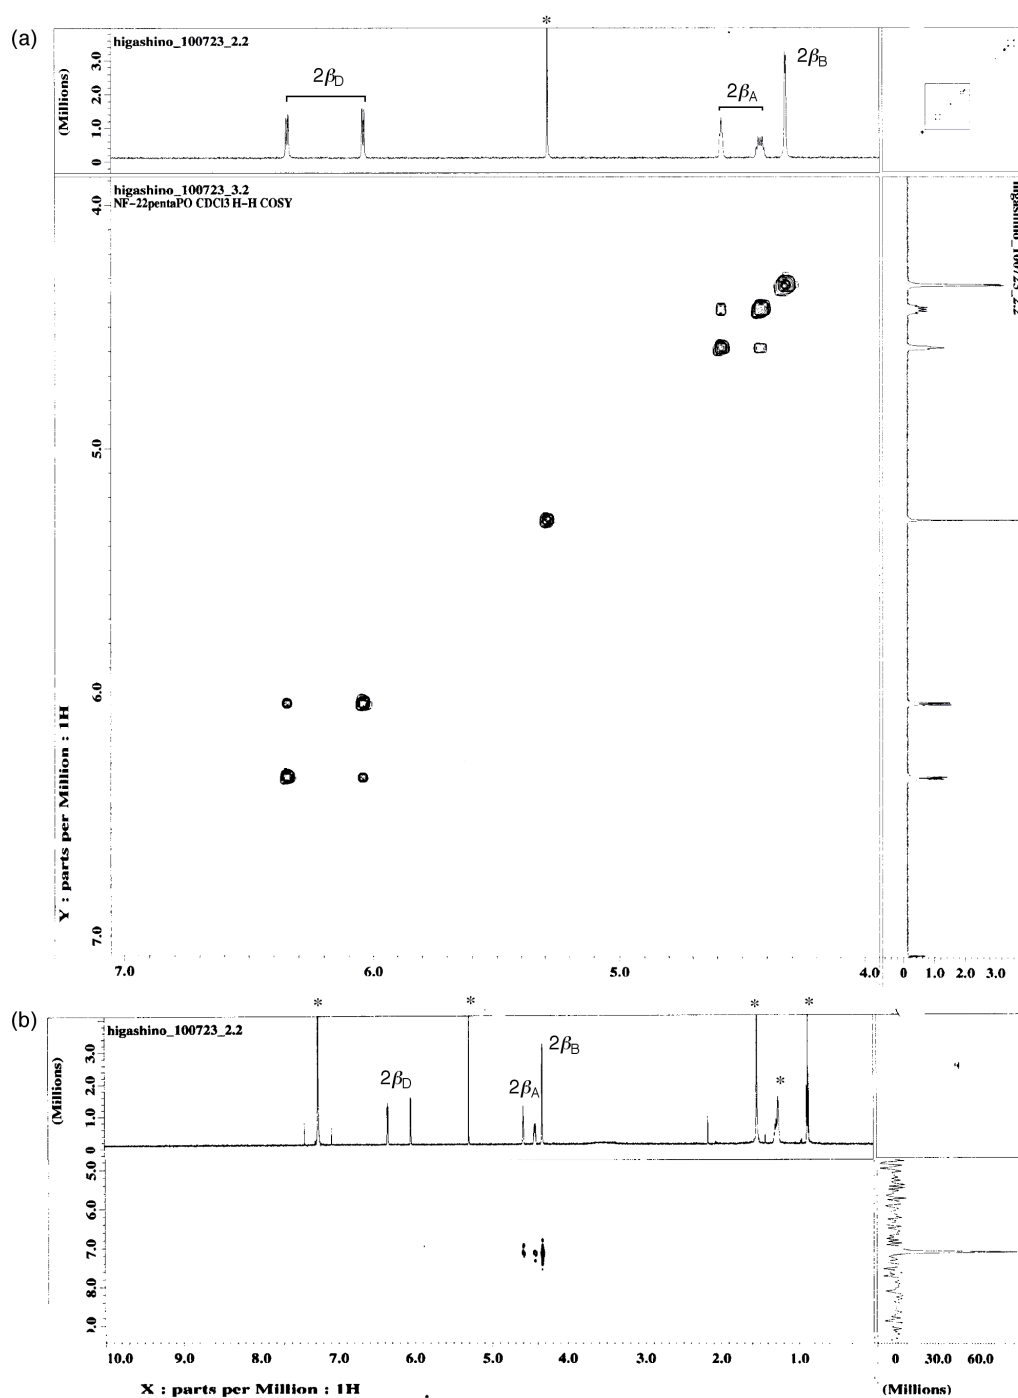 (a)
*
higashino_100723_2.2
2βD
2βA
2βB
(Millions)
3.0
2.0
1.0
0
higashino_100723_3.2
NF-22pentaPO CDCl3 H-H COSY
4.0
5.0
6.0
7.0
Y : parts per Million : 1H
7.0 6.0 5.0 4.0
0 1.0 2.0 3.0
(b)
* * * *
higashino_100723_2.2
2βD
2βA
2βB
*
(Millions)
3.0
2.0
1.0
0
5.0
6.0
7.0
8.0
10.0 9.0 8.0 7.0 6.0 5.0 4.0 3.0 2.0 1.0
0 30.0 60.0
X : parts per Million : 1H
(Millions)